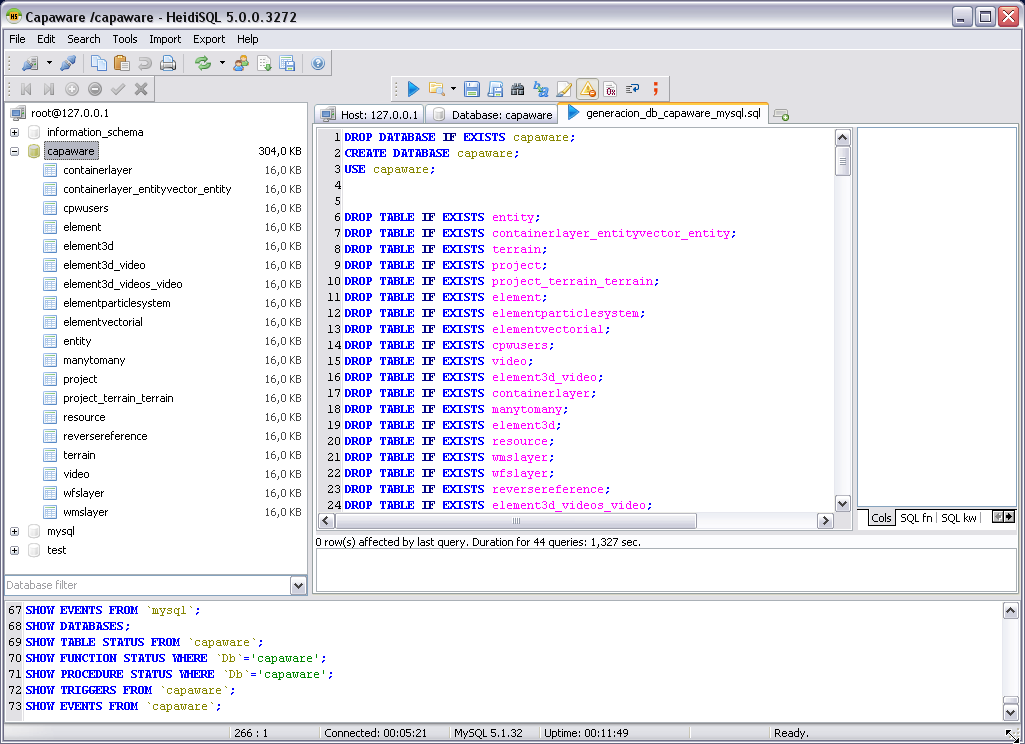 Capaware /capaware - HeidiSQL 5.0.0.3272
File Edit Search Tools Import Export Help
root@127.0.0.1
information_schema
capaware 304,0 KB
containerlayer 16,0 KB
containerlayer_entityvector_entity 16,0 KB
cpwusers 16,0 KB
element 16,0 KB
element3d 16,0 KB
element3d_video 16,0 KB
element3d_videos_video 16,0 KB
elementparticlesystem 16,0 KB
elementvectorial 16,0 KB
entity 16,0 KB
manytomany 16,0 KB
project 16,0 KB
project_terrain_terrain 16,0 KB
resource 16,0 KB
reversereference 16,0 KB
terrain 16,0 KB
video 16,0 KB
wfslayer 16,0 KB
wmslayer 16,0 KB
mysql
test
Database filter
Host: 127.0.0.1 Database: capaware generacion_db_capaware_mysql.sql
1 DROP DATABASE IF EXISTS capaware;
2 CREATE DATABASE capaware;
3 USE capaware;
4
5
6 DROP TABLE IF EXISTS entity;
7 DROP TABLE IF EXISTS containerlayer_entityvector_entity;
8 DROP TABLE IF EXISTS terrain;
9 DROP TABLE IF EXISTS project;
10 DROP TABLE IF EXISTS project_terrain_terrain;
11 DROP TABLE IF EXISTS element;
12 DROP TABLE IF EXISTS elementparticlesystem;
13 DROP TABLE IF EXISTS elementvectorial;
14 DROP TABLE IF EXISTS cpwusers;
15 DROP TABLE IF EXISTS video;
16 DROP TABLE IF EXISTS element3d_video;
17 DROP TABLE IF EXISTS containerlayer;
18 DROP TABLE IF EXISTS manytomany;
19 DROP TABLE IF EXISTS element3d;
20 DROP TABLE IF EXISTS resource;
21 DROP TABLE IF EXISTS wmslayer;
22 DROP TABLE IF EXISTS wfslayer;
23 DROP TABLE IF EXISTS reversereference;
24 DROP TABLE IF EXISTS element3d_videos_video;
Cols SQL fn SQL kw
0 row(s) affected by last query. Duration for 44 queries: 1,327 sec.
67 SHOW EVENTS FROM `mysql`;
68 SHOW DATABASES;
69 SHOW TABLE STATUS FROM `capaware`;
70 SHOW FUNCTION STATUS WHERE `Db`='capaware';
71 SHOW PROCEDURE STATUS WHERE `Db`='capaware';
72 SHOW TRIGGERS FROM `capaware`;
73 SHOW EVENTS FROM `capaware`;
266 : 1 Connected: 00:05:21 MySQL 5.1.32 Uptime: 00:11:49 Ready.